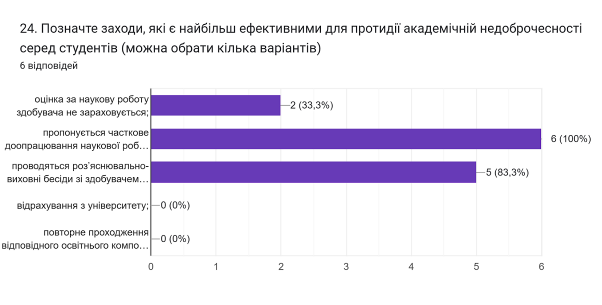 24. Позначте заходи, які є найбільш ефективними для протидії академічній недоброчесності
серед студентів (можна обрати кілька варіантів)
6 відповідей
оцінка за наукову роботу
здобувача не зараховується;
2 (33,3%)
пропонується часткове
доопрацювання наукової роб…
6 (100%)
проводяться роз’яснювально-
виховні бесіди зі здобувачем…
5 (83,3%)
відрахування з університету;
0 (0%)
повторне проходження
відповідного освітнього компо…
0 (0%)
0 1 2 3 4 5 6